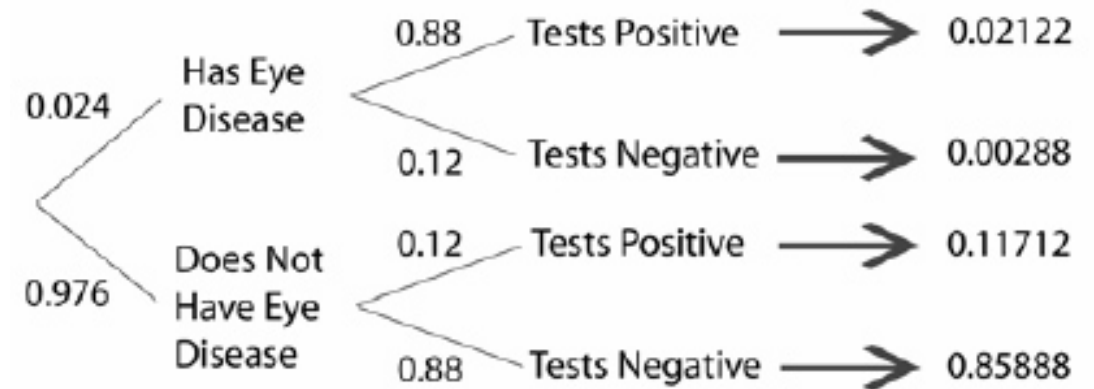 0.88 Tests Positive 0.02122
Has Eye
0.024 Disease
0.12 Tests Negative 0.00288
0.12 Tests Positive 0.11712
Does Not
0.976 Have Eye
Disease
0.88 Tests Negative 0.85888